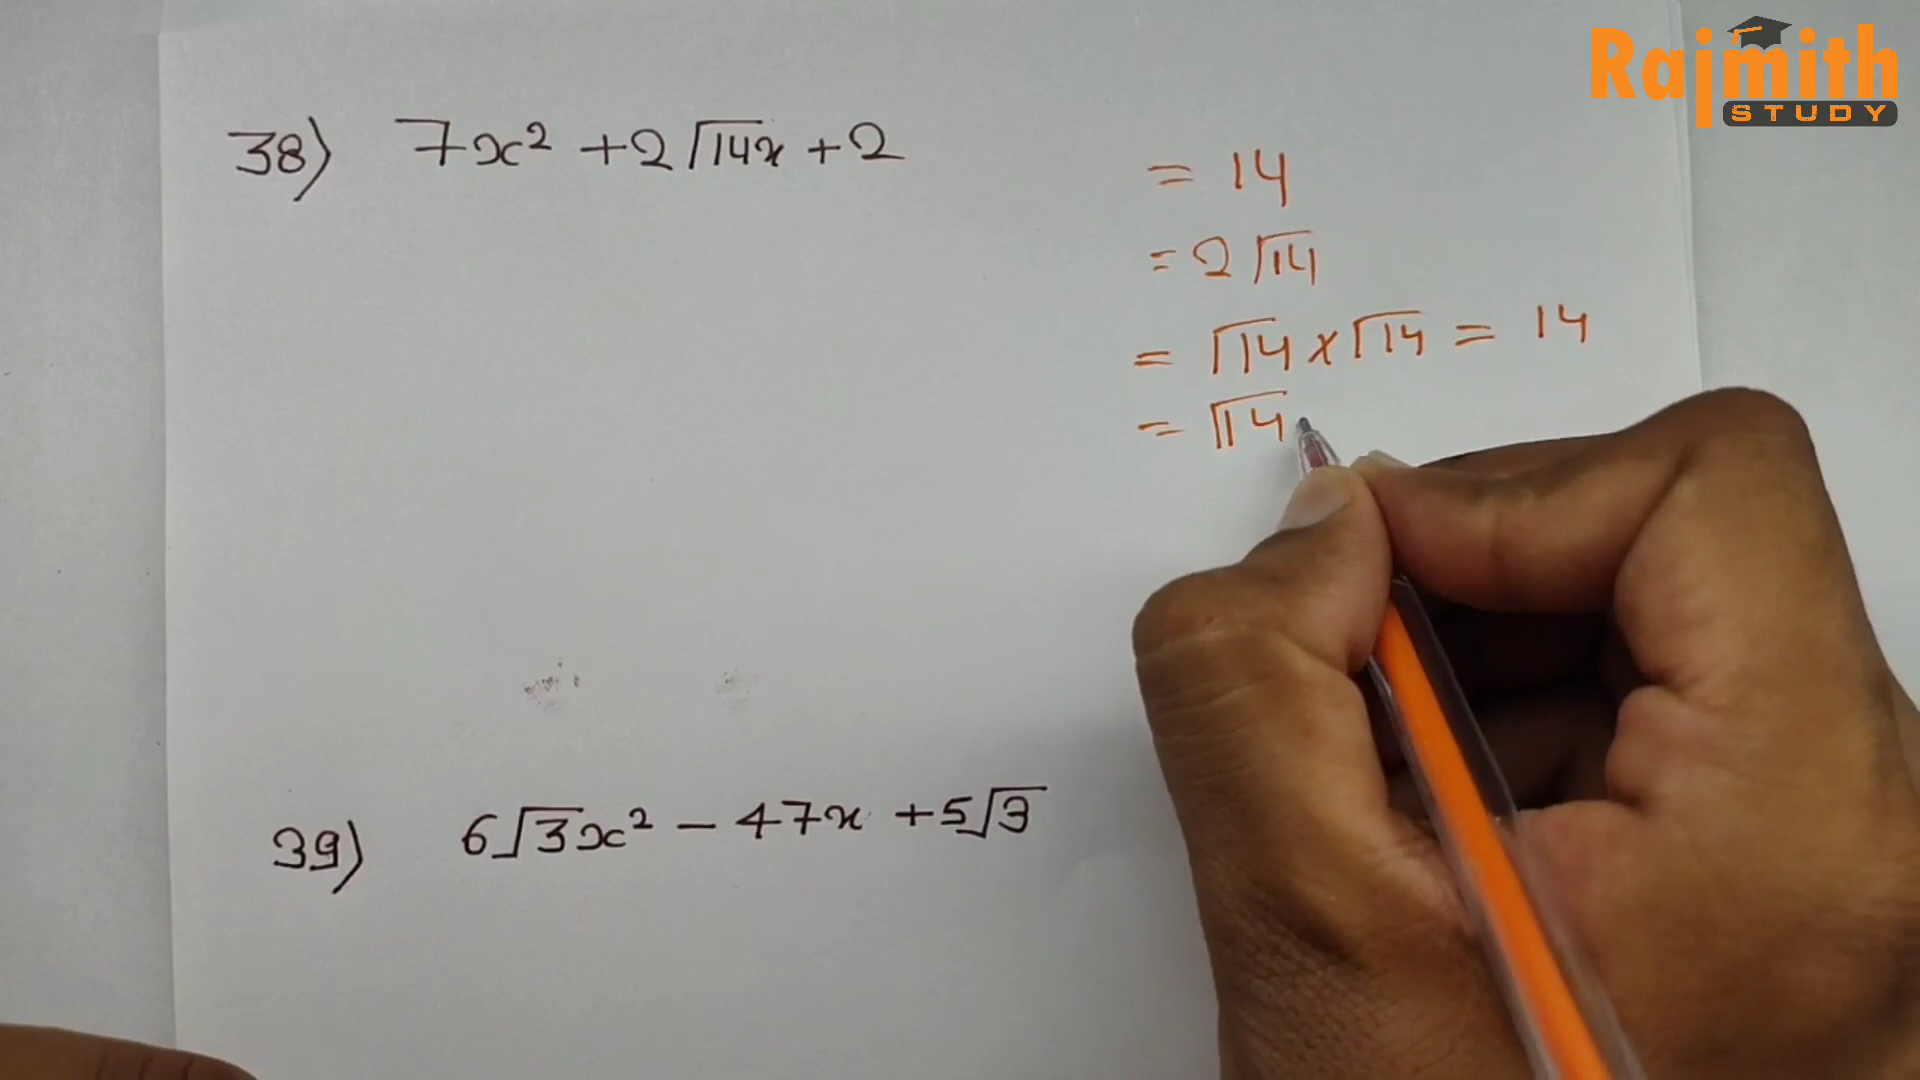 Rajmith
STUDY
38) 7x² + 2√14x + 2
= 14
= 2√14
= √14 × √14 = 14
= √14
39) 6√3x² - 47x + 5√3